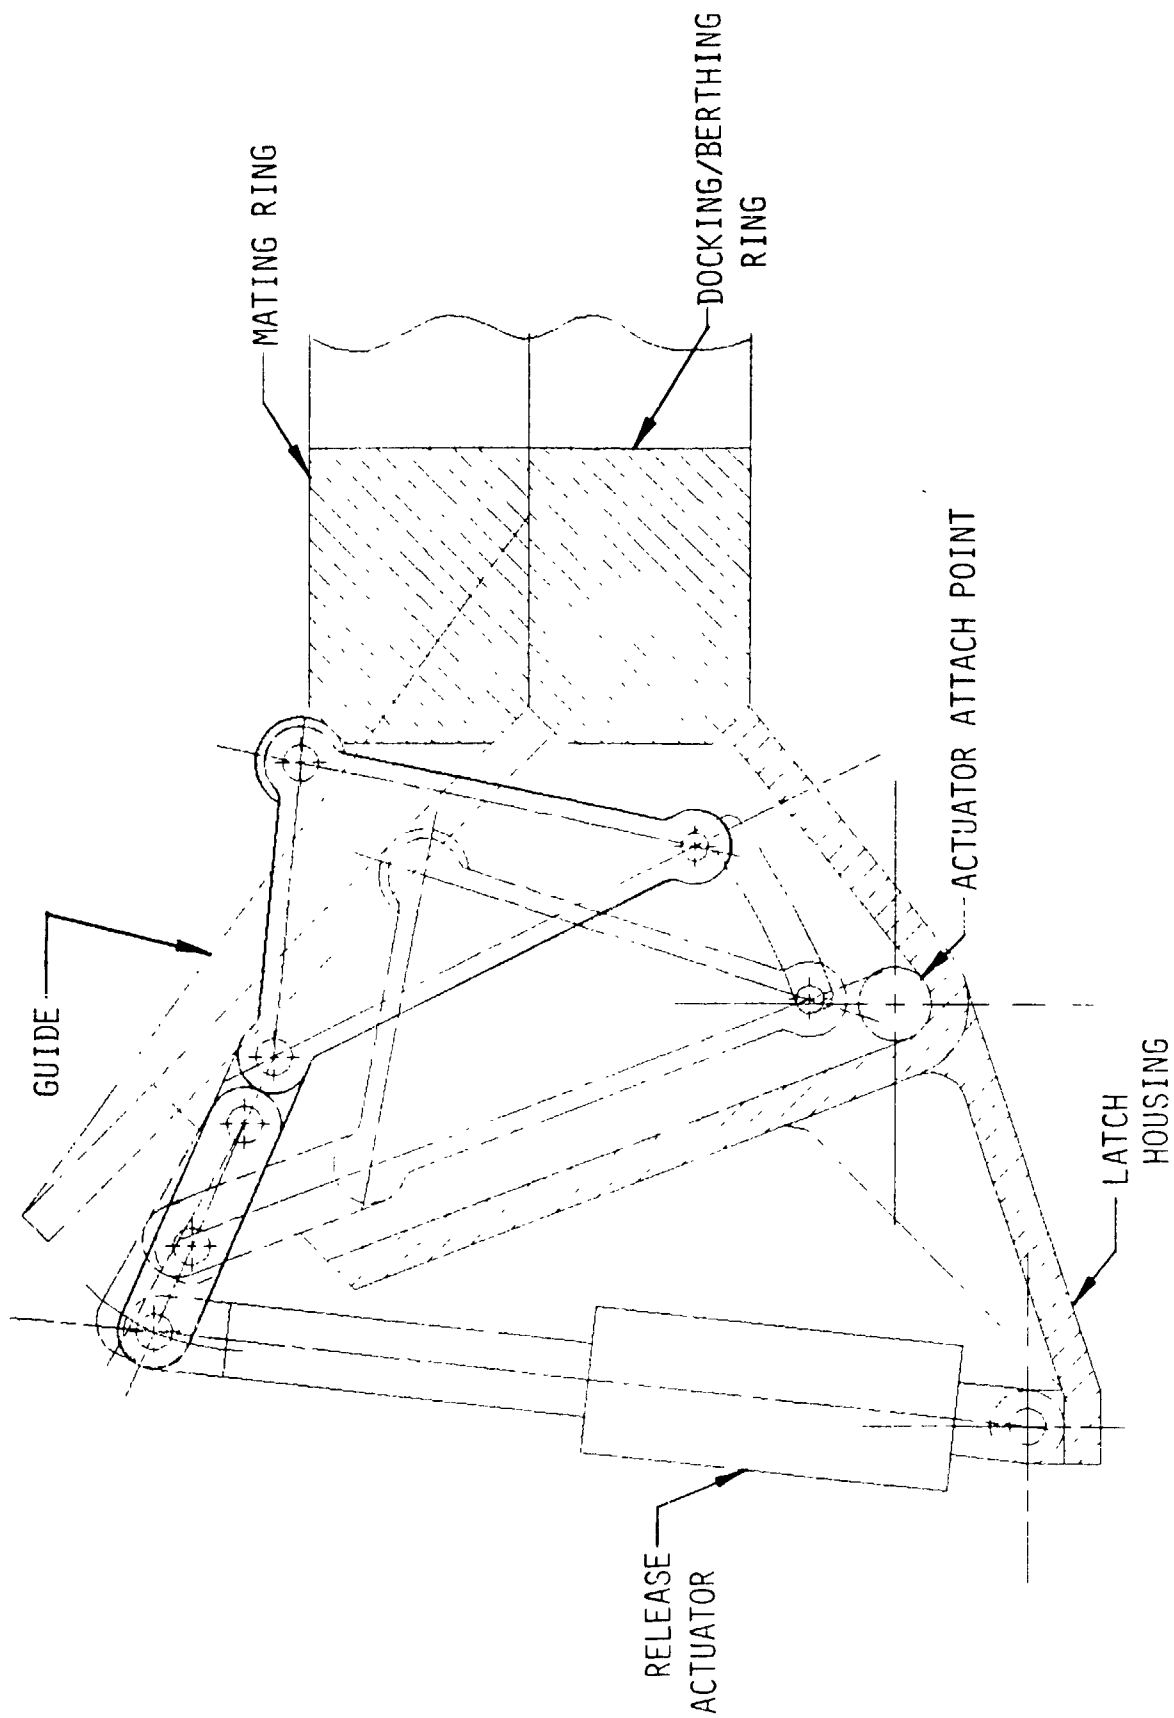 GUIDE
MATING RING
DOCKING/BERTHING
RING
ACTUATOR ATTACH POINT
LATCH
HOUSING
RELEASE
ACTUATOR